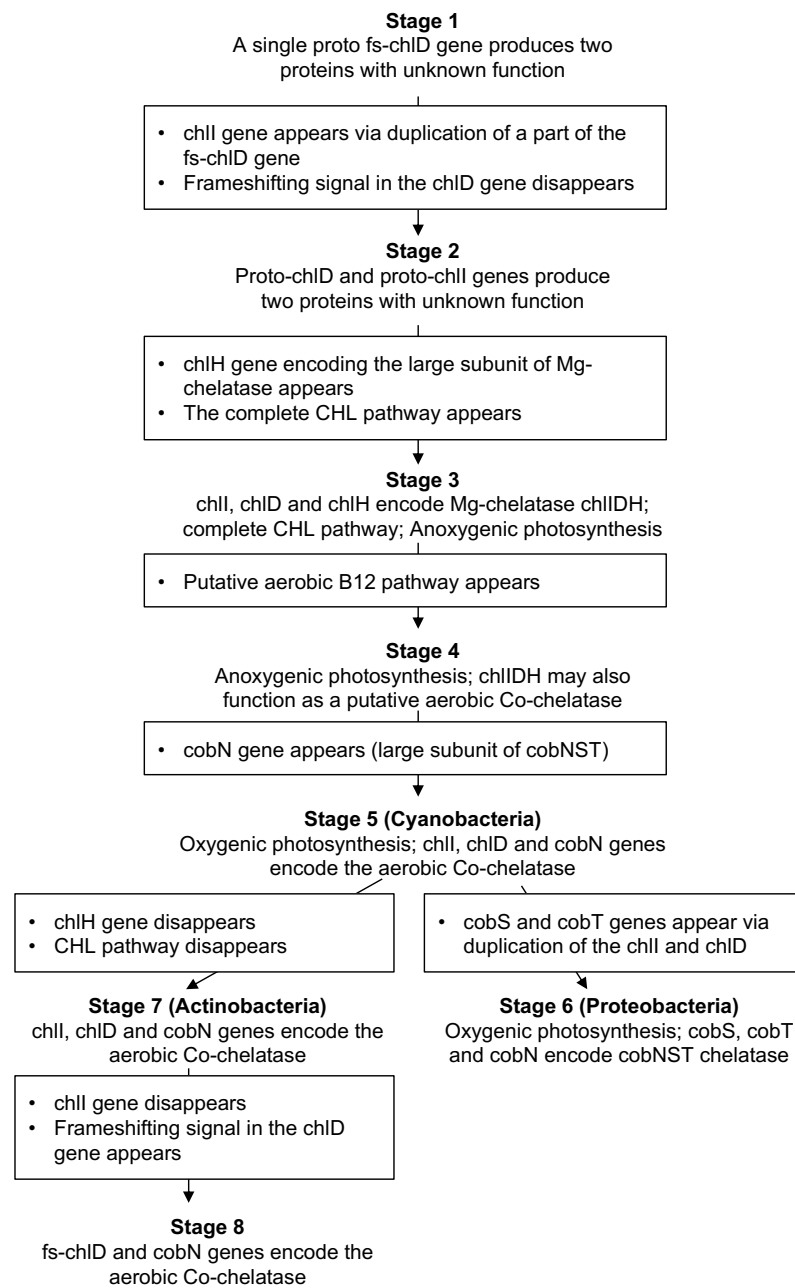 Stage 1
A single proto fs-chlD gene produces two
proteins with unknown function
• chlI gene appears via duplication of a part of the
fs-chlD gene
• Frameshifting signal in the chlD gene disappears
Stage 2
Proto-chlD and proto-chlI genes produce
two proteins with unknown function
• chlH gene encoding the large subunit of Mg-
chelatase appears
• The complete CHL pathway appears
Stage 3
chlI, chlD and chlH encode Mg-chelatase chlIDH;
complete CHL pathway; Anoxygenic photosynthesis
• Putative aerobic B12 pathway appears
Stage 4
Anoxygenic photosynthesis; chlIDH may also
function as a putative aerobic Co-chelatase
• cobN gene appears (large subunit of cobNST)
Stage 5 (Cyanobacteria)
Oxygenic photosynthesis; chlI, chlD and cobN genes
encode the aerobic Co-chelatase
• chlH gene disappears
• CHL pathway disappears
Stage 7 (Actinobacteria)
chlI, chlD and cobN genes encode the
aerobic Co-chelatase
• chlI gene disappears
• Frameshifting signal in the chlD
gene appears
Stage 8
fs-chlD and cobN genes encode the
aerobic Co-chelatase
• cobS and cobT genes appear via
duplication of the chlI and chlD
Stage 6 (Proteobacteria)
Oxygenic photosynthesis; cobS, cobT
and cobN encode cobNST chelatase